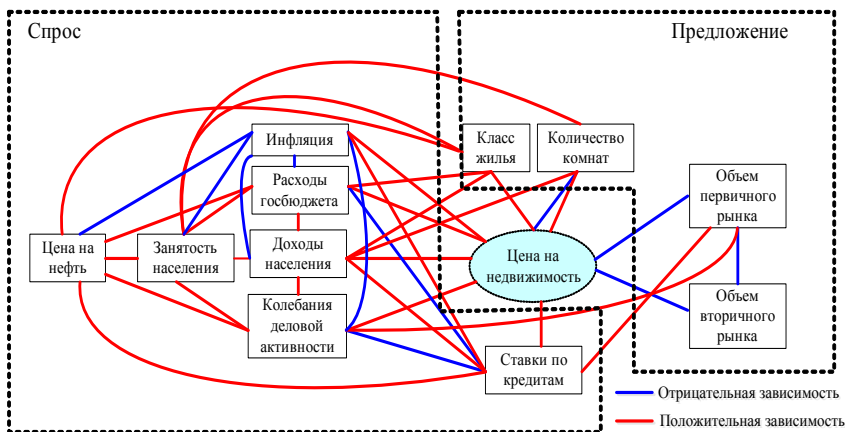 Спрос
Предложение
Инфляция
Класс
жилья
Количество
комнат
Расходы
госбюджета
Объем
первичного
рынка
Цена на
нефть
Занятость
населения
Доходы
населения
Цена на
недвижимость
Колебания
деловой
активности
Объем
вторичного
рынка
Ставки по
кредитам
Отрицательная зависимость
Положительная зависимость